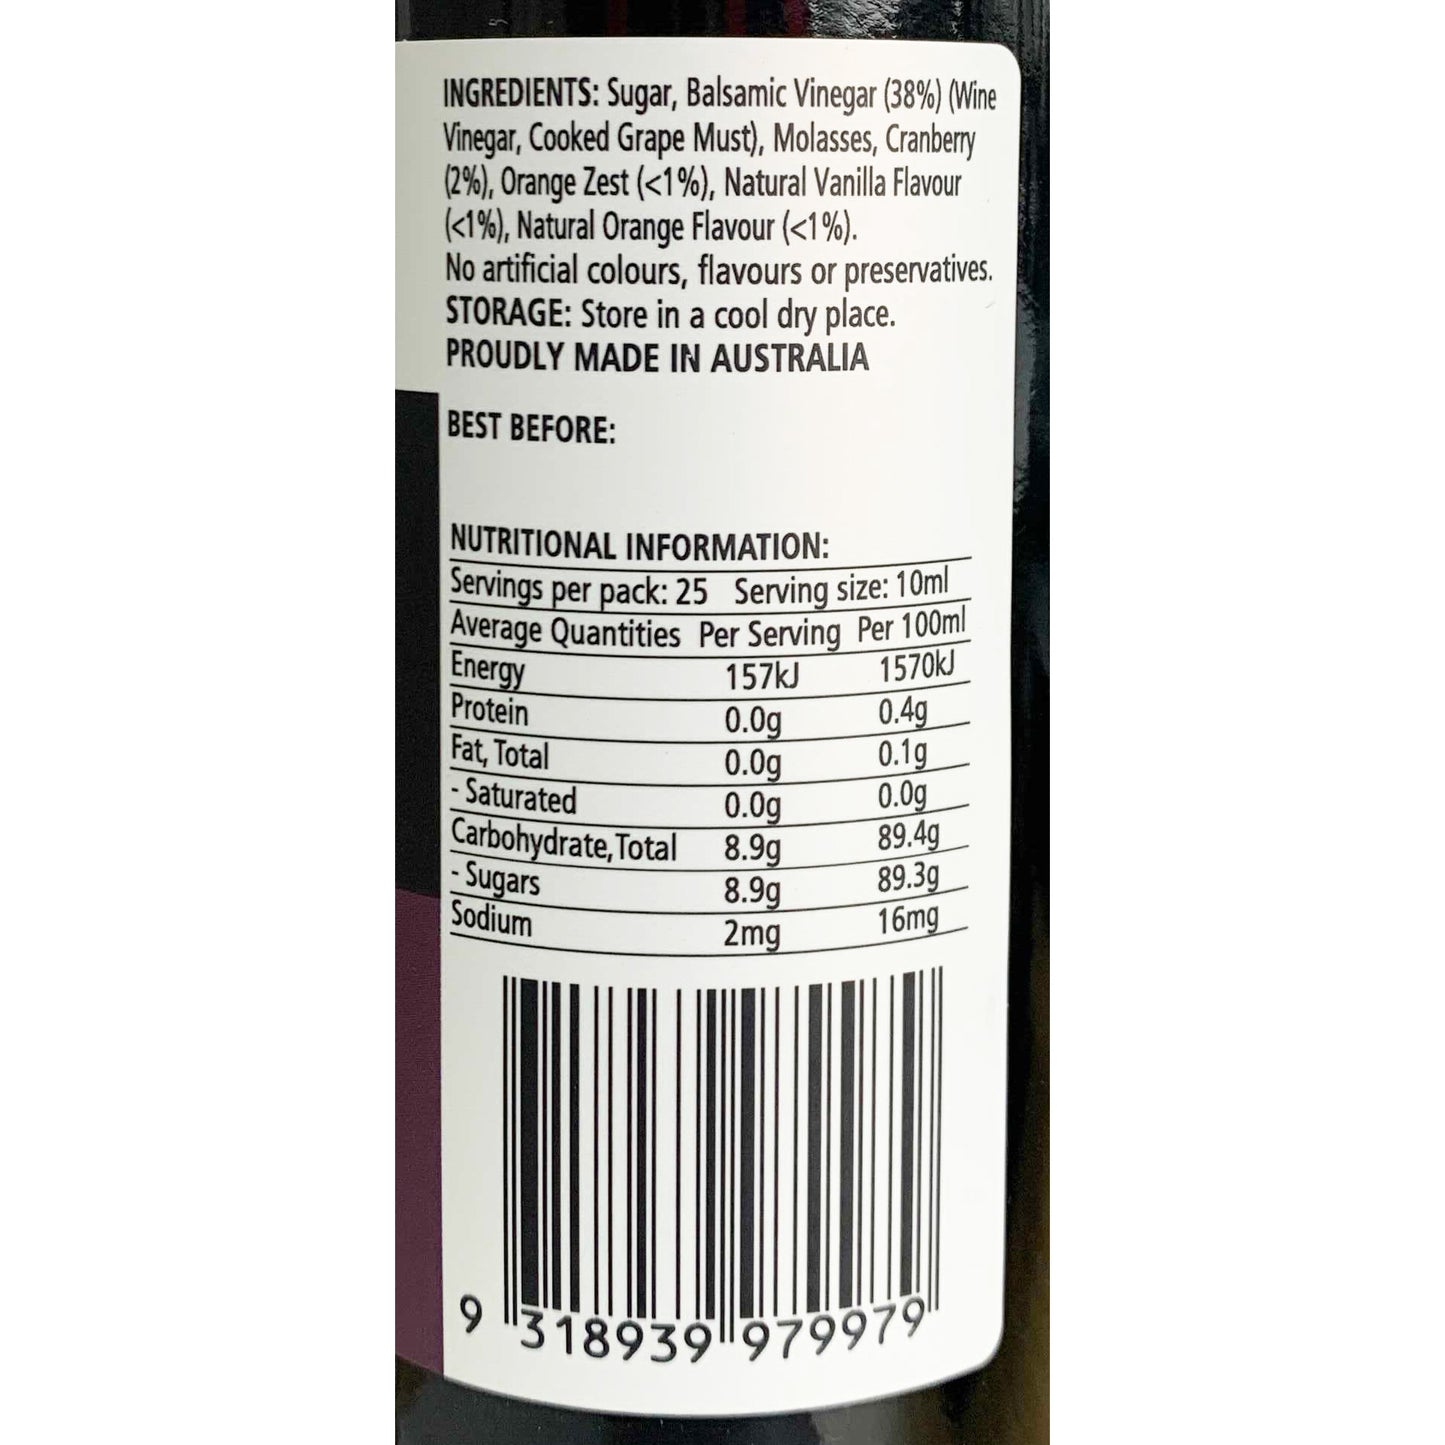 INGREDIENTS: Sugar, Balsamic Vinegar (38%) (Wine
Vinegar, Cooked Grape Must), Molasses, Cranberry
(2%), Orange Zest (<1%), Natural Vanilla Flavour
(<1%), Natural Orange Flavour (<1%).
No artificial colours, flavours or preservatives.
STORAGE: Store in a cool dry place.
PROUDLY MADE IN AUSTRALIA
BEST BEFORE:
NUTRITIONAL INFORMATION:
Servings per pack: 25 Serving size: 10ml
Average Quantities Per Serving Per 100ml
Energy 157kJ 1570kJ
Protein 0.0g 0.4g
Fat, Total 0.0g 0.1g
- Saturated 0.0g 0.0g
Carbohydrate, Total 8.9g 89.4g
- Sugars 8.9g 89.3g
Sodium 2mg 16mg
9 318939 979979